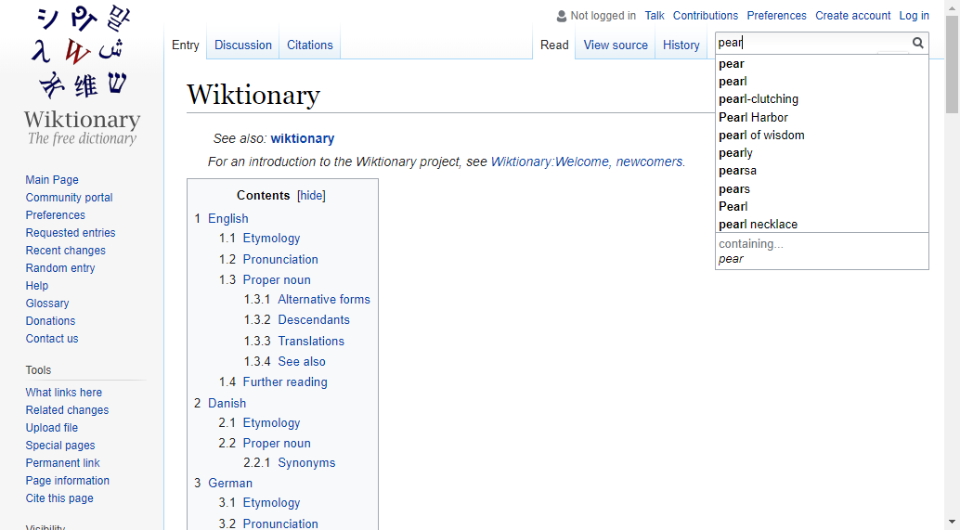 Not logged in Talk Contributions Preferences Create account Log in
Entry Discussion Citations Read View source History pear
Wiktionary
The free dictionary
Main Page
Community portal
Preferences
Requested entries
Recent changes
Random entry
Help
Glossary
Donations
Contact us
Tools
What links here
Related changes
Upload file
Special pages
Permanent link
Page information
Cite this page
Visibility
Wiktionary
See also: wiktionary
For an introduction to the Wiktionary project, see Wiktionary:Welcome, newcomers.
Contents [hide]
1 English
1.1 Etymology
1.2 Pronunciation
1.3 Proper noun
1.3.1 Alternative forms
1.3.2 Descendants
1.3.3 Translations
1.3.4 See also
1.4 Further reading
2 Danish
2.1 Etymology
2.2 Proper noun
2.2.1 Synonyms
3 German
3.1 Etymology
3.2 Pronunciation
pear
pearl
pearl-clutching
Pearl Harbor
pearl of wisdom
pearly
pearsa
pears
Pearl
pearl necklace
containing...
pear